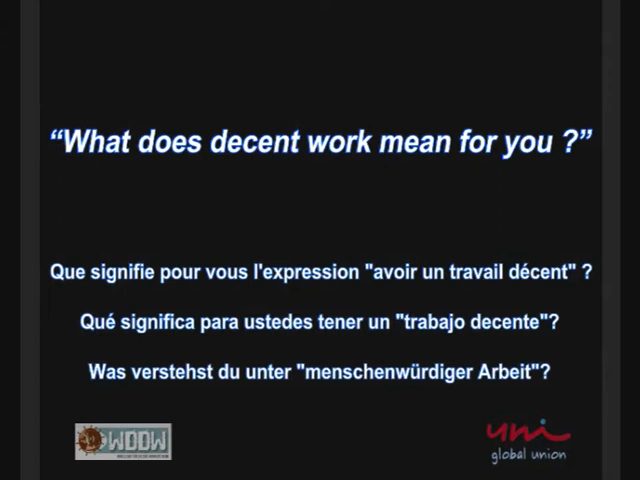 “What does decent work mean for you ?”
Que signifie pour vous l'expression "avoir un travail décent" ?
Qué significa para ustedes tener un "trabajo decente"?
Was verstehst du unter "menschenwürdiger Arbeit"?
WDDW
uni
global union